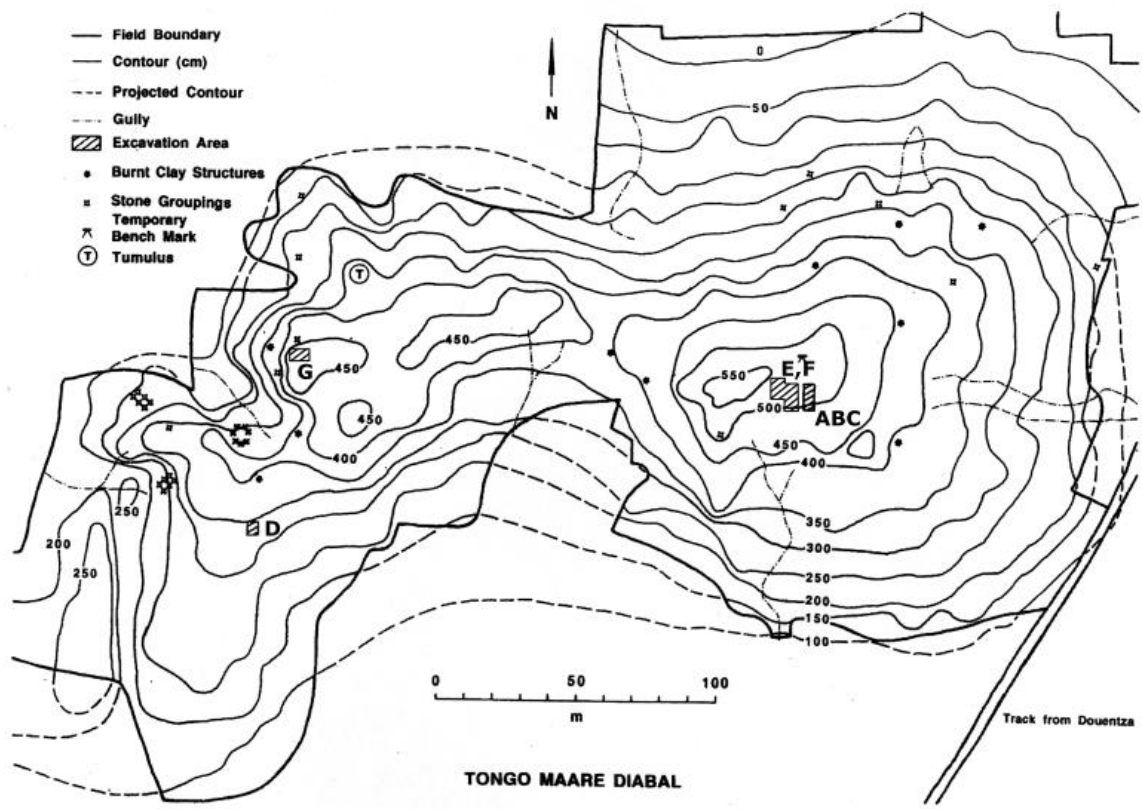 Field Boundary
Contour (cm)
Projected Contour
Gully
Excavation Area
Burnt Clay Structures
Stone Groupings
Temporary
Bench Mark
T Tumulus
N
0
50
T
450
450
G
450
400
550
E,F
500
ABC
450
400
350
300
250
200
150
100
250
200
250
D
0 50 100
m
Track from Douentza
TONGO MAARE DIABAL